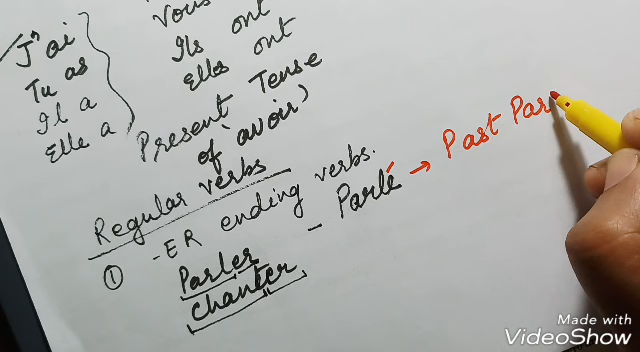 J'ai
Tu as
Il a
Elle a
Vous
Ils ont
Elles ont
Present Tense
of (avoir)
Regular verbs
① -ER ending verbs.
Parler - Parlé → Past Par
chanter
Made with
VideoShow